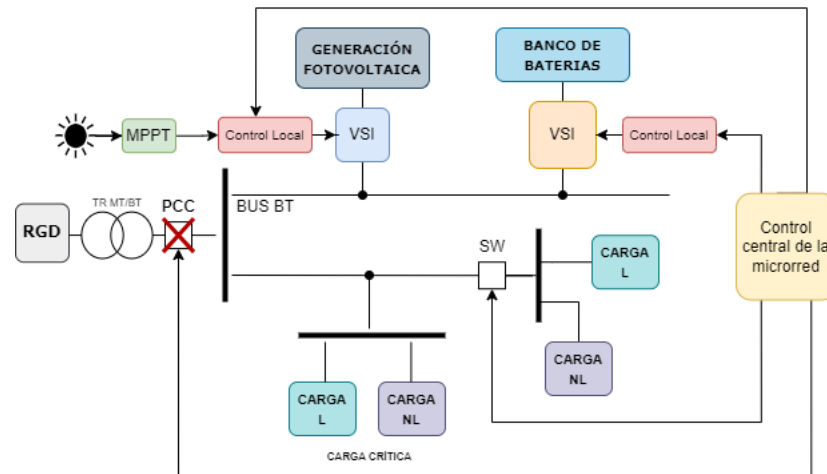 GENERACIÓN
FOTOVOLTAICA
BANCO DE
BATERIAS
MPPT
Control Local
VSI
VSI
Control Local
TR MT/BT
PCC
BUS BT
RGD
Control
central de la
microrred
SW
CARGA
L
CARGA
NL
CARGA
L
CARGA
NL
CARGA CRÍTICA